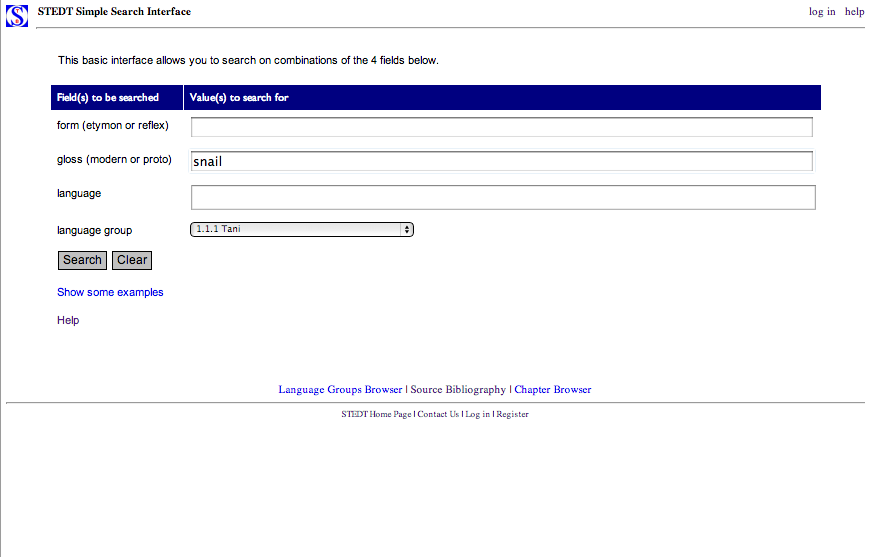 STEDT Simple Search Interface log in help
This basic interface allows you to search on combinations of the 4 fields below.
Field(s) to be searched Value(s) to search for
form (etymon or reflex)
gloss (modern or proto) snail
language
language group 1.1.1 Tani
Search Clear
Show some examples
Help
Language Groups Browser | Source Bibliography | Chapter Browser
STEDT Home Page | Contact Us | Log in | Register